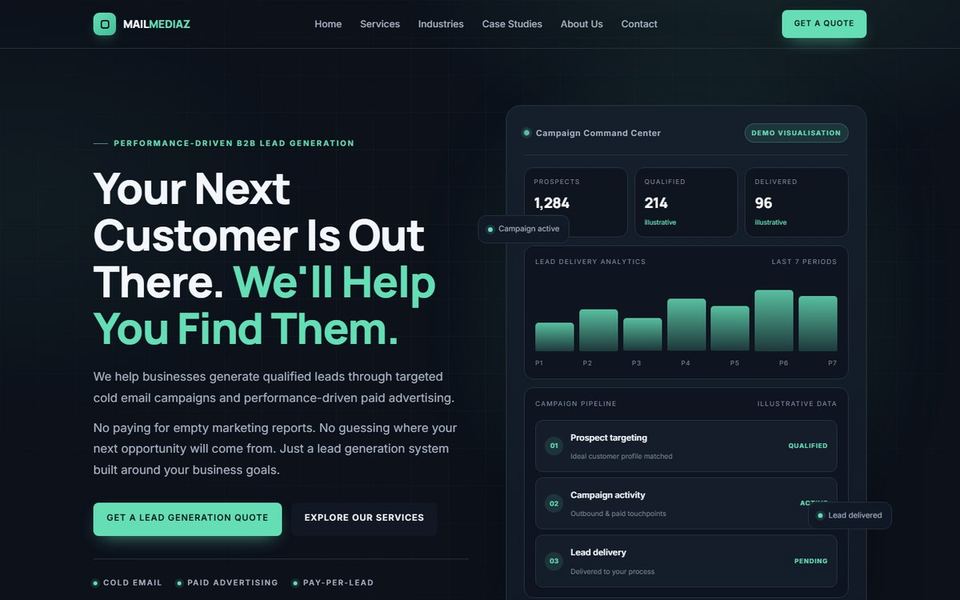 MAILMEDIAZ
Home
Services
Industries
Case Studies
About Us
Contact
GET A QUOTE
PERFORMANCE-DRIVEN B2B LEAD GENERATION
Your Next
Customer Is Out
There. We'll Help
You Find Them.
We help businesses generate qualified leads through targeted
cold email campaigns and performance-driven paid advertising.
No paying for empty marketing reports. No guessing where your
next opportunity will come from. Just a lead generation system
built around your business goals.
GET A LEAD GENERATION QUOTE
EXPLORE OUR SERVICES
COLD EMAIL
PAID ADVERTISING
PAY-PER-LEAD
Campaign Command Center
DEMO VISUALISATION
PROSPECTS
1,284
QUALIFIED
214
Illustrative
DELIVERED
96
Illustrative
Campaign active
LEAD DELIVERY ANALYTICS
LAST 7 PERIODS
P1
P2
P3
P4
P5
P6
P7
CAMPAIGN PIPELINE
ILLUSTRATIVE DATA
01
Prospect targeting
Ideal customer profile matched
QUALIFIED
02
Campaign activity
Outbound & paid touchpoints
Lead delivered
03
Lead delivery
Delivered to your process
PENDING